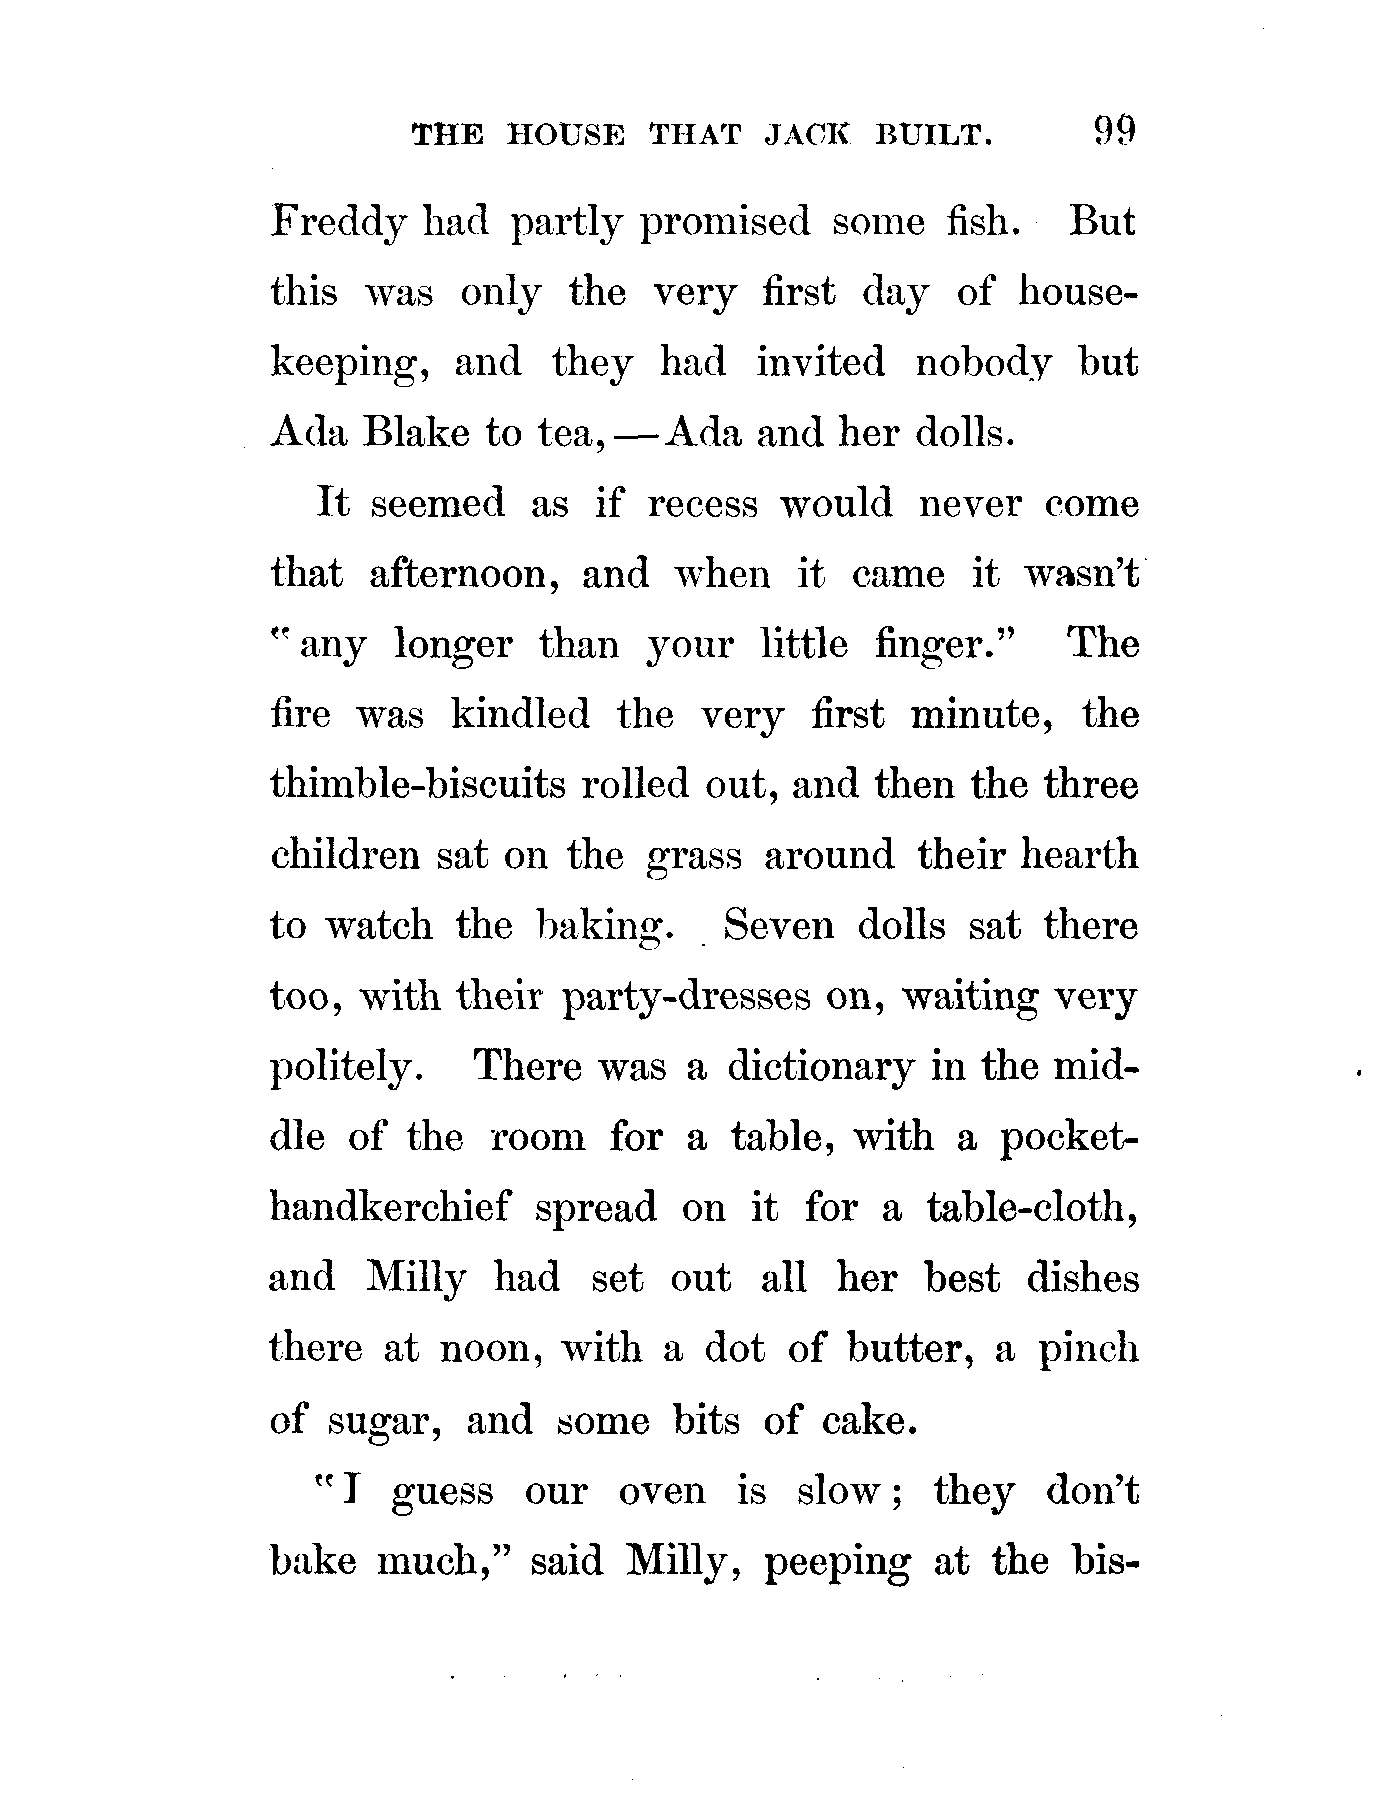 THE HOUSE THAT JACK BUILT. 99
Freddy had partly promised some fish. But
this was only the very first day of house-
keeping, and they had invited nobody but
Ada Blake to tea,—Ada and her dolls.
It seemed as if recess would never come
that afternoon, and when it came it wasn't
"any longer than your little finger." The
fire was kindled the very first minute, the
thimble-biscuits rolled out, and then the three
children sat on the grass around their hearth
to watch the baking. Seven dolls sat there
too, with their party-dresses on, waiting very
politely. There was a dictionary in the mid-
dle of the room for a table, with a pocket-
handkerchief spread on it for a table-cloth,
and Milly had set out all her best dishes
there at noon, with a dot of butter, a pinch
of sugar, and some bits of cake.
"I guess our oven is slow; they don't
bake much," said Milly, peeping at the bis-